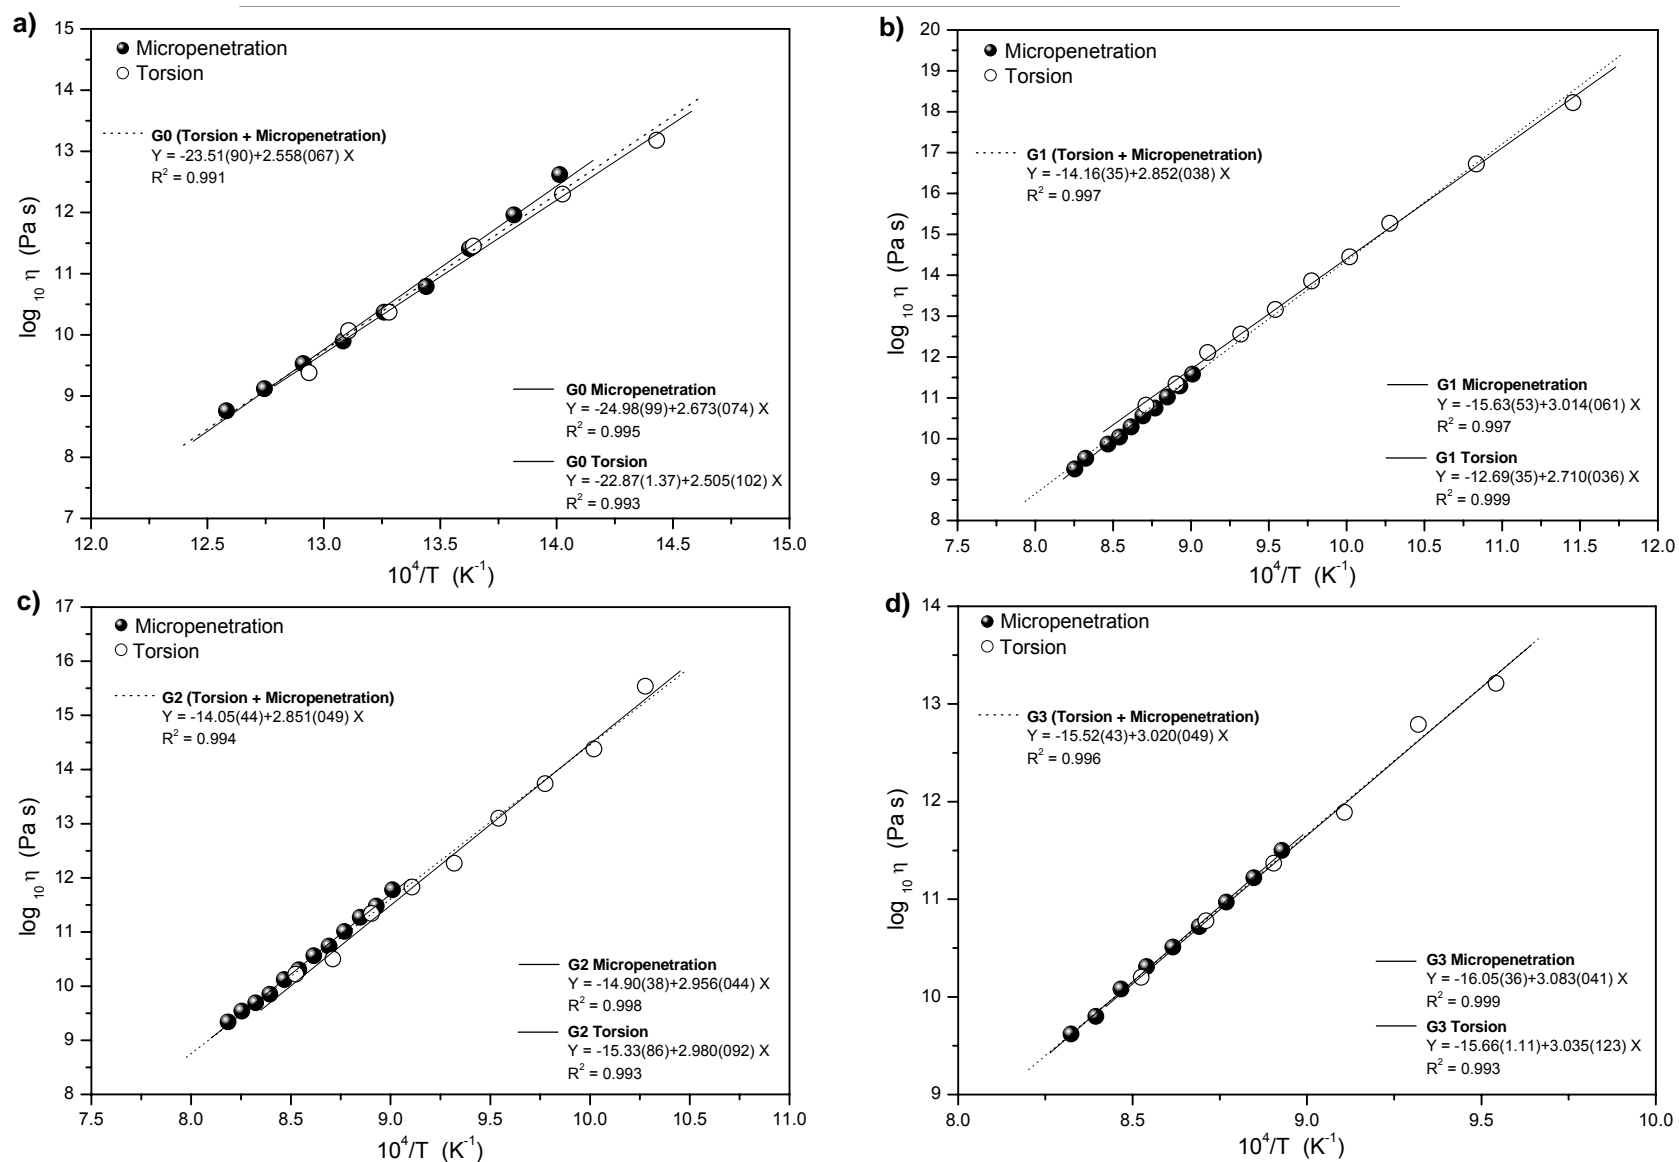 a)
Micropenetration
Torsion
G0 (Torsion + Micropenetration)
Y = -23.51(90)+2.558(067) X
R² = 0.991
G0 Micropenetration
Y = -24.98(99)+2.673(074) X
R² = 0.995
G0 Torsion
Y = -22.87(1.37)+2.505(102) X
R² = 0.993
15
14
13
12
11
10
9
8
7
log ₁₀ η (Pa s)
12.0 12.5 13.0 13.5 14.0 14.5 15.0
10⁴/T (K⁻¹)
b)
Micropenetration
Torsion
G1 (Torsion + Micropenetration)
Y = -14.16(35)+2.852(038) X
R² = 0.997
G1 Micropenetration
Y = -15.63(53)+3.014(061) X
R² = 0.997
G1 Torsion
Y = -12.69(35)+2.710(036) X
R² = 0.999
20
19
18
17
16
15
14
13
12
11
10
9
8
log ₁₀ η (Pa s)
7.5 8.0 8.5 9.0 9.5 10.0 10.5 11.0 11.5 12.0
10⁴/T (K⁻¹)
c)
Micropenetration
Torsion
G2 (Torsion + Micropenetration)
Y = -14.05(44)+2.851(049) X
R² = 0.994
G2 Micropenetration
Y = -14.90(38)+2.956(044) X
R² = 0.998
G2 Torsion
Y = -15.33(86)+2.980(092) X
R² = 0.993
17
16
15
14
13
12
11
10
9
8
log ₁₀ η (Pa s)
7.5 8.0 8.5 9.0 9.5 10.0 10.5 11.0
10⁴/T (K⁻¹)
d)
Micropenetration
Torsion
G3 (Torsion + Micropenetration)
Y = -15.52(43)+3.020(049) X
R² = 0.996
G3 Micropenetration
Y = -16.05(36)+3.083(041) X
R² = 0.999
G3 Torsion
Y = -15.66(1.11)+3.035(123) X
R² = 0.993
14
13
12
11
10
9
log ₁₀ η (Pa s)
8.0 8.5 9.0 9.5 10.0
10⁴/T (K⁻¹)